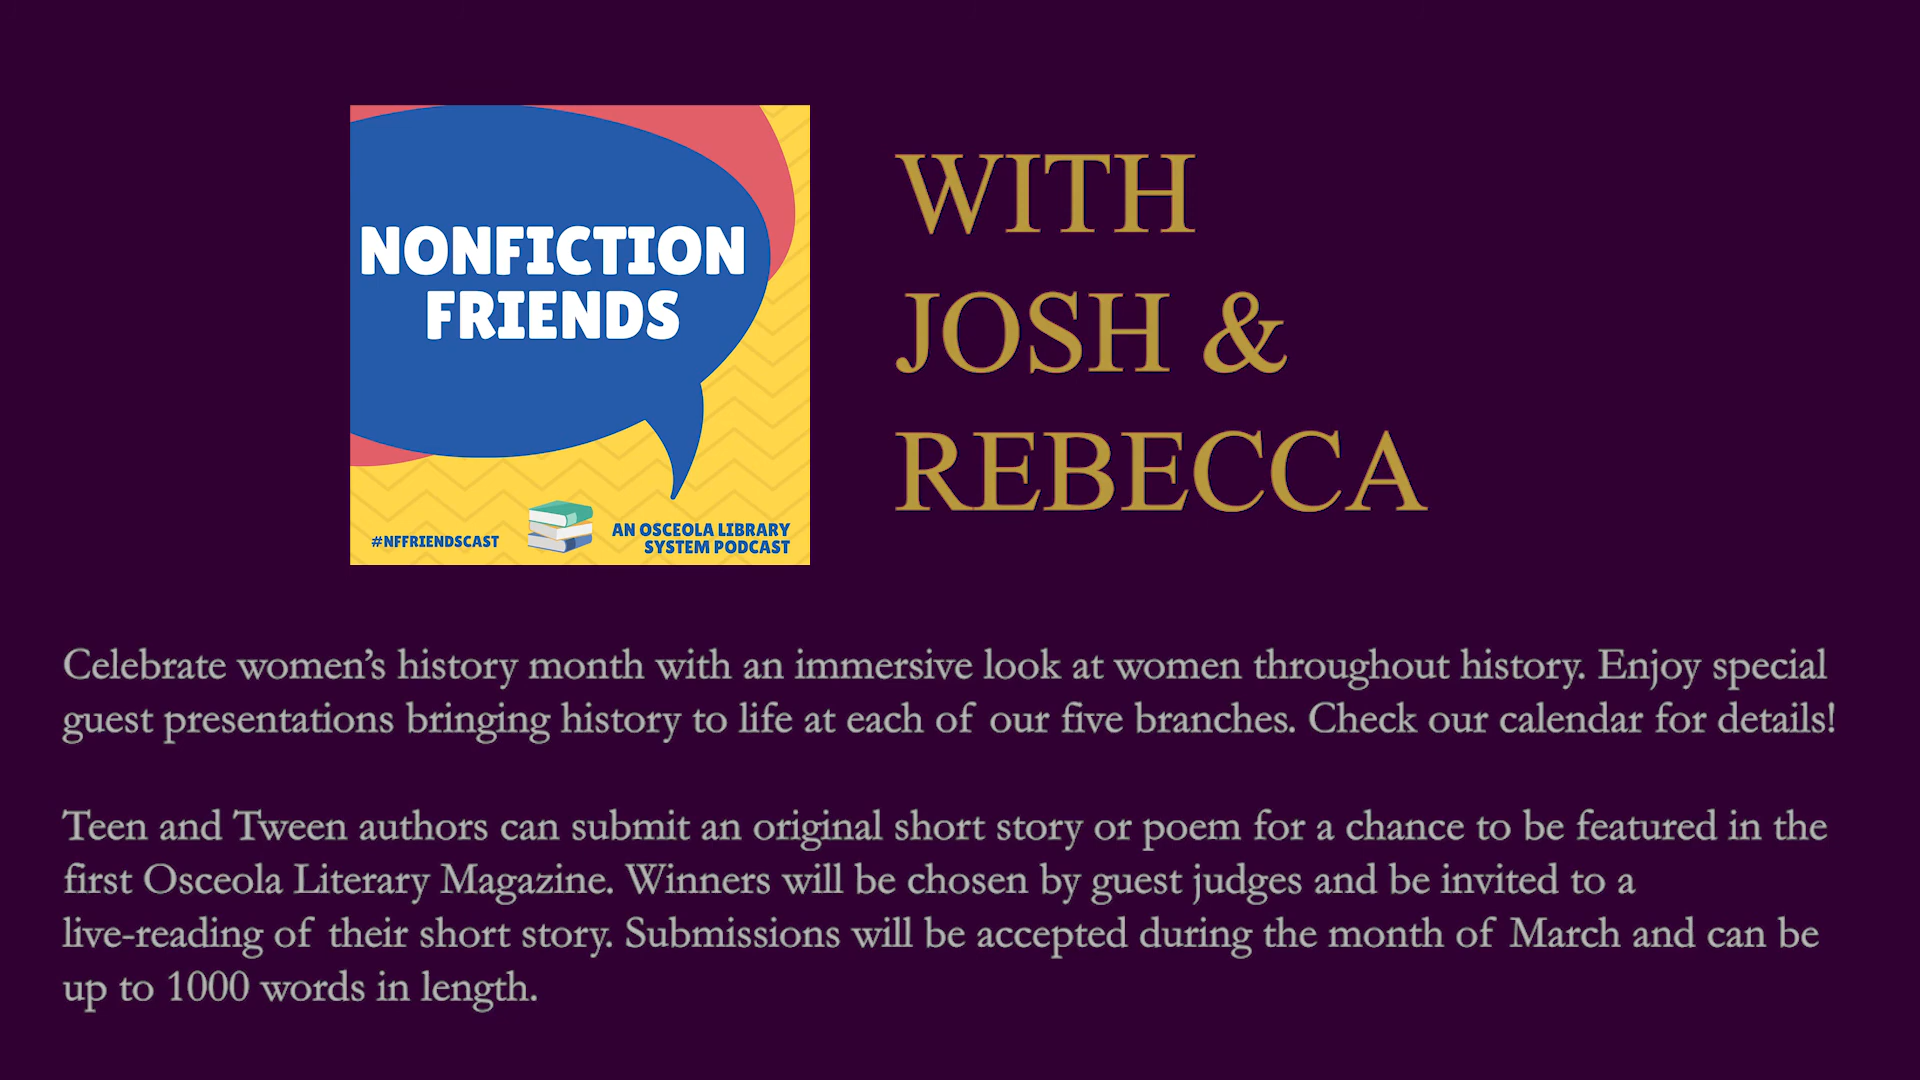 NONFICTION
FRIENDS
#NFFRIENDSCAST
AN OSCEOLA LIBRARY
SYSTEM PODCAST
WITH
JOSH &
REBECCA
Celebrate women’s history month with an immersive look at women throughout history. Enjoy special
guest presentations bringing history to life at each of our five branches. Check our calendar for details!
Teen and Tween authors can submit an original short story or poem for a chance to be featured in the
first Osceola Literary Magazine. Winners will be chosen by guest judges and be invited to a
live-reading of their short story. Submissions will be accepted during the month of March and can be
up to 1000 words in length.